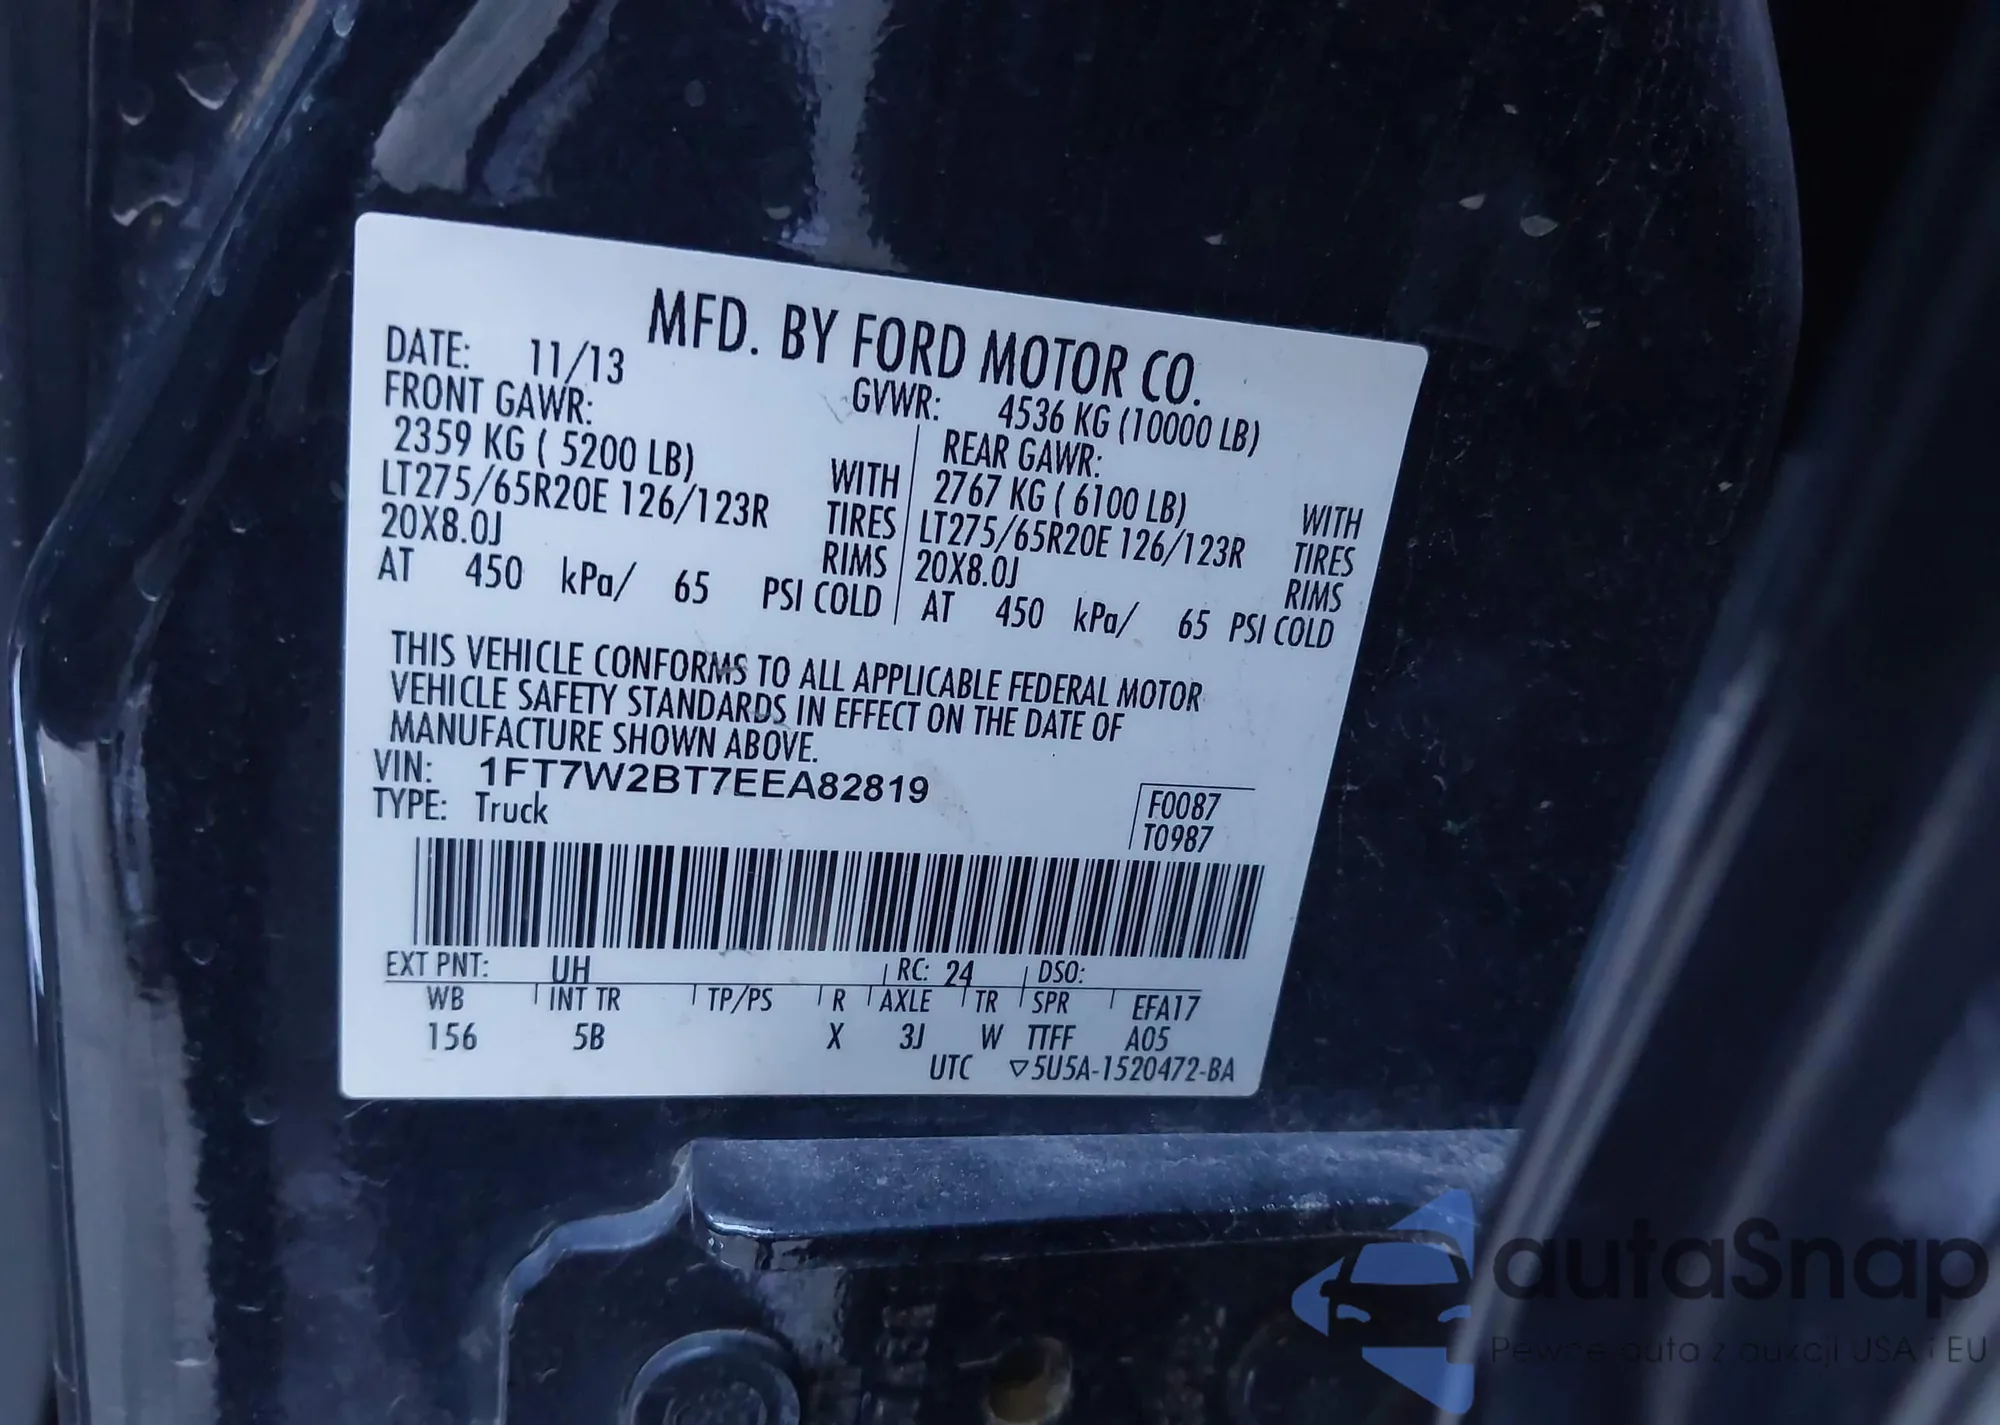 MFD. BY FORD MOTOR CO.
DATE: 11/13 GVWR: 4536 KG (10000 LB)
FRONT GAWR: REAR GAWR:
2359 KG ( 5200 LB) WITH 2767 KG ( 6100 LB) WITH
LT275/65R20E 126/123R TIRES LT275/65R20E 126/123R TIRES
20X8.0J RIMS 20X8.0J RIMS
AT 450 kPa/ 65 PSI COLD AT 450 kPa/ 65 PSI COLD
THIS VEHICLE CONFORMS TO ALL APPLICABLE FEDERAL MOTOR
VEHICLE SAFETY STANDARDS IN EFFECT ON THE DATE OF
MANUFACTURE SHOWN ABOVE.
VIN: 1FT7W2BT7EEA82819
TYPE: Truck F0087
T0987
EXT PNT: UH RC: 24 DSO:
WB INT TR TP/PS R AXLE TR SPR EFA17
156 5B X 3J W TTFF A05
UTC ▽5U5A-1520472-BA
autaSnap
Pewne auta z aukcji USA i EU